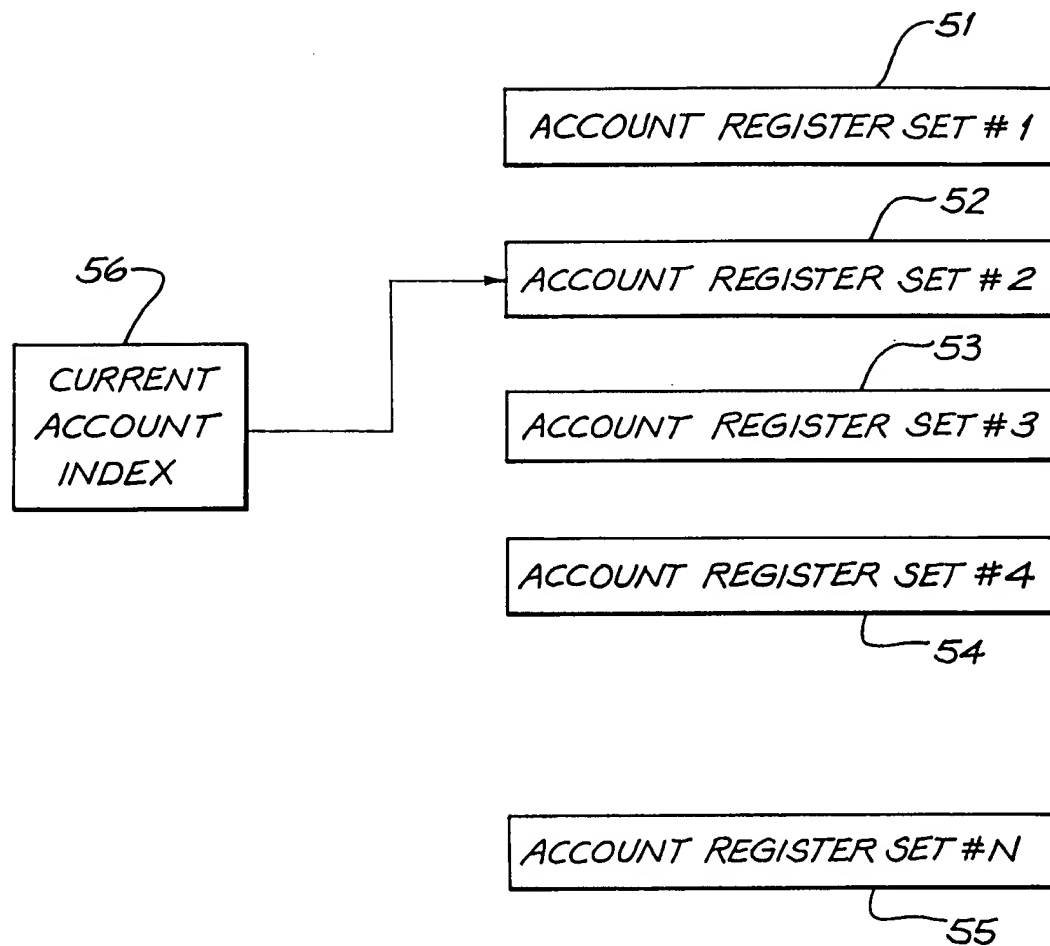 51
ACCOUNT REGISTER SET # 1
52
ACCOUNT REGISTER SET #2
56
53
CURRENT
ACCOUNT
INDEX
ACCOUNT REGISTER SET #3
ACCOUNT REGISTER SET #4
54
ACCOUNT REGISTER SET #N
55